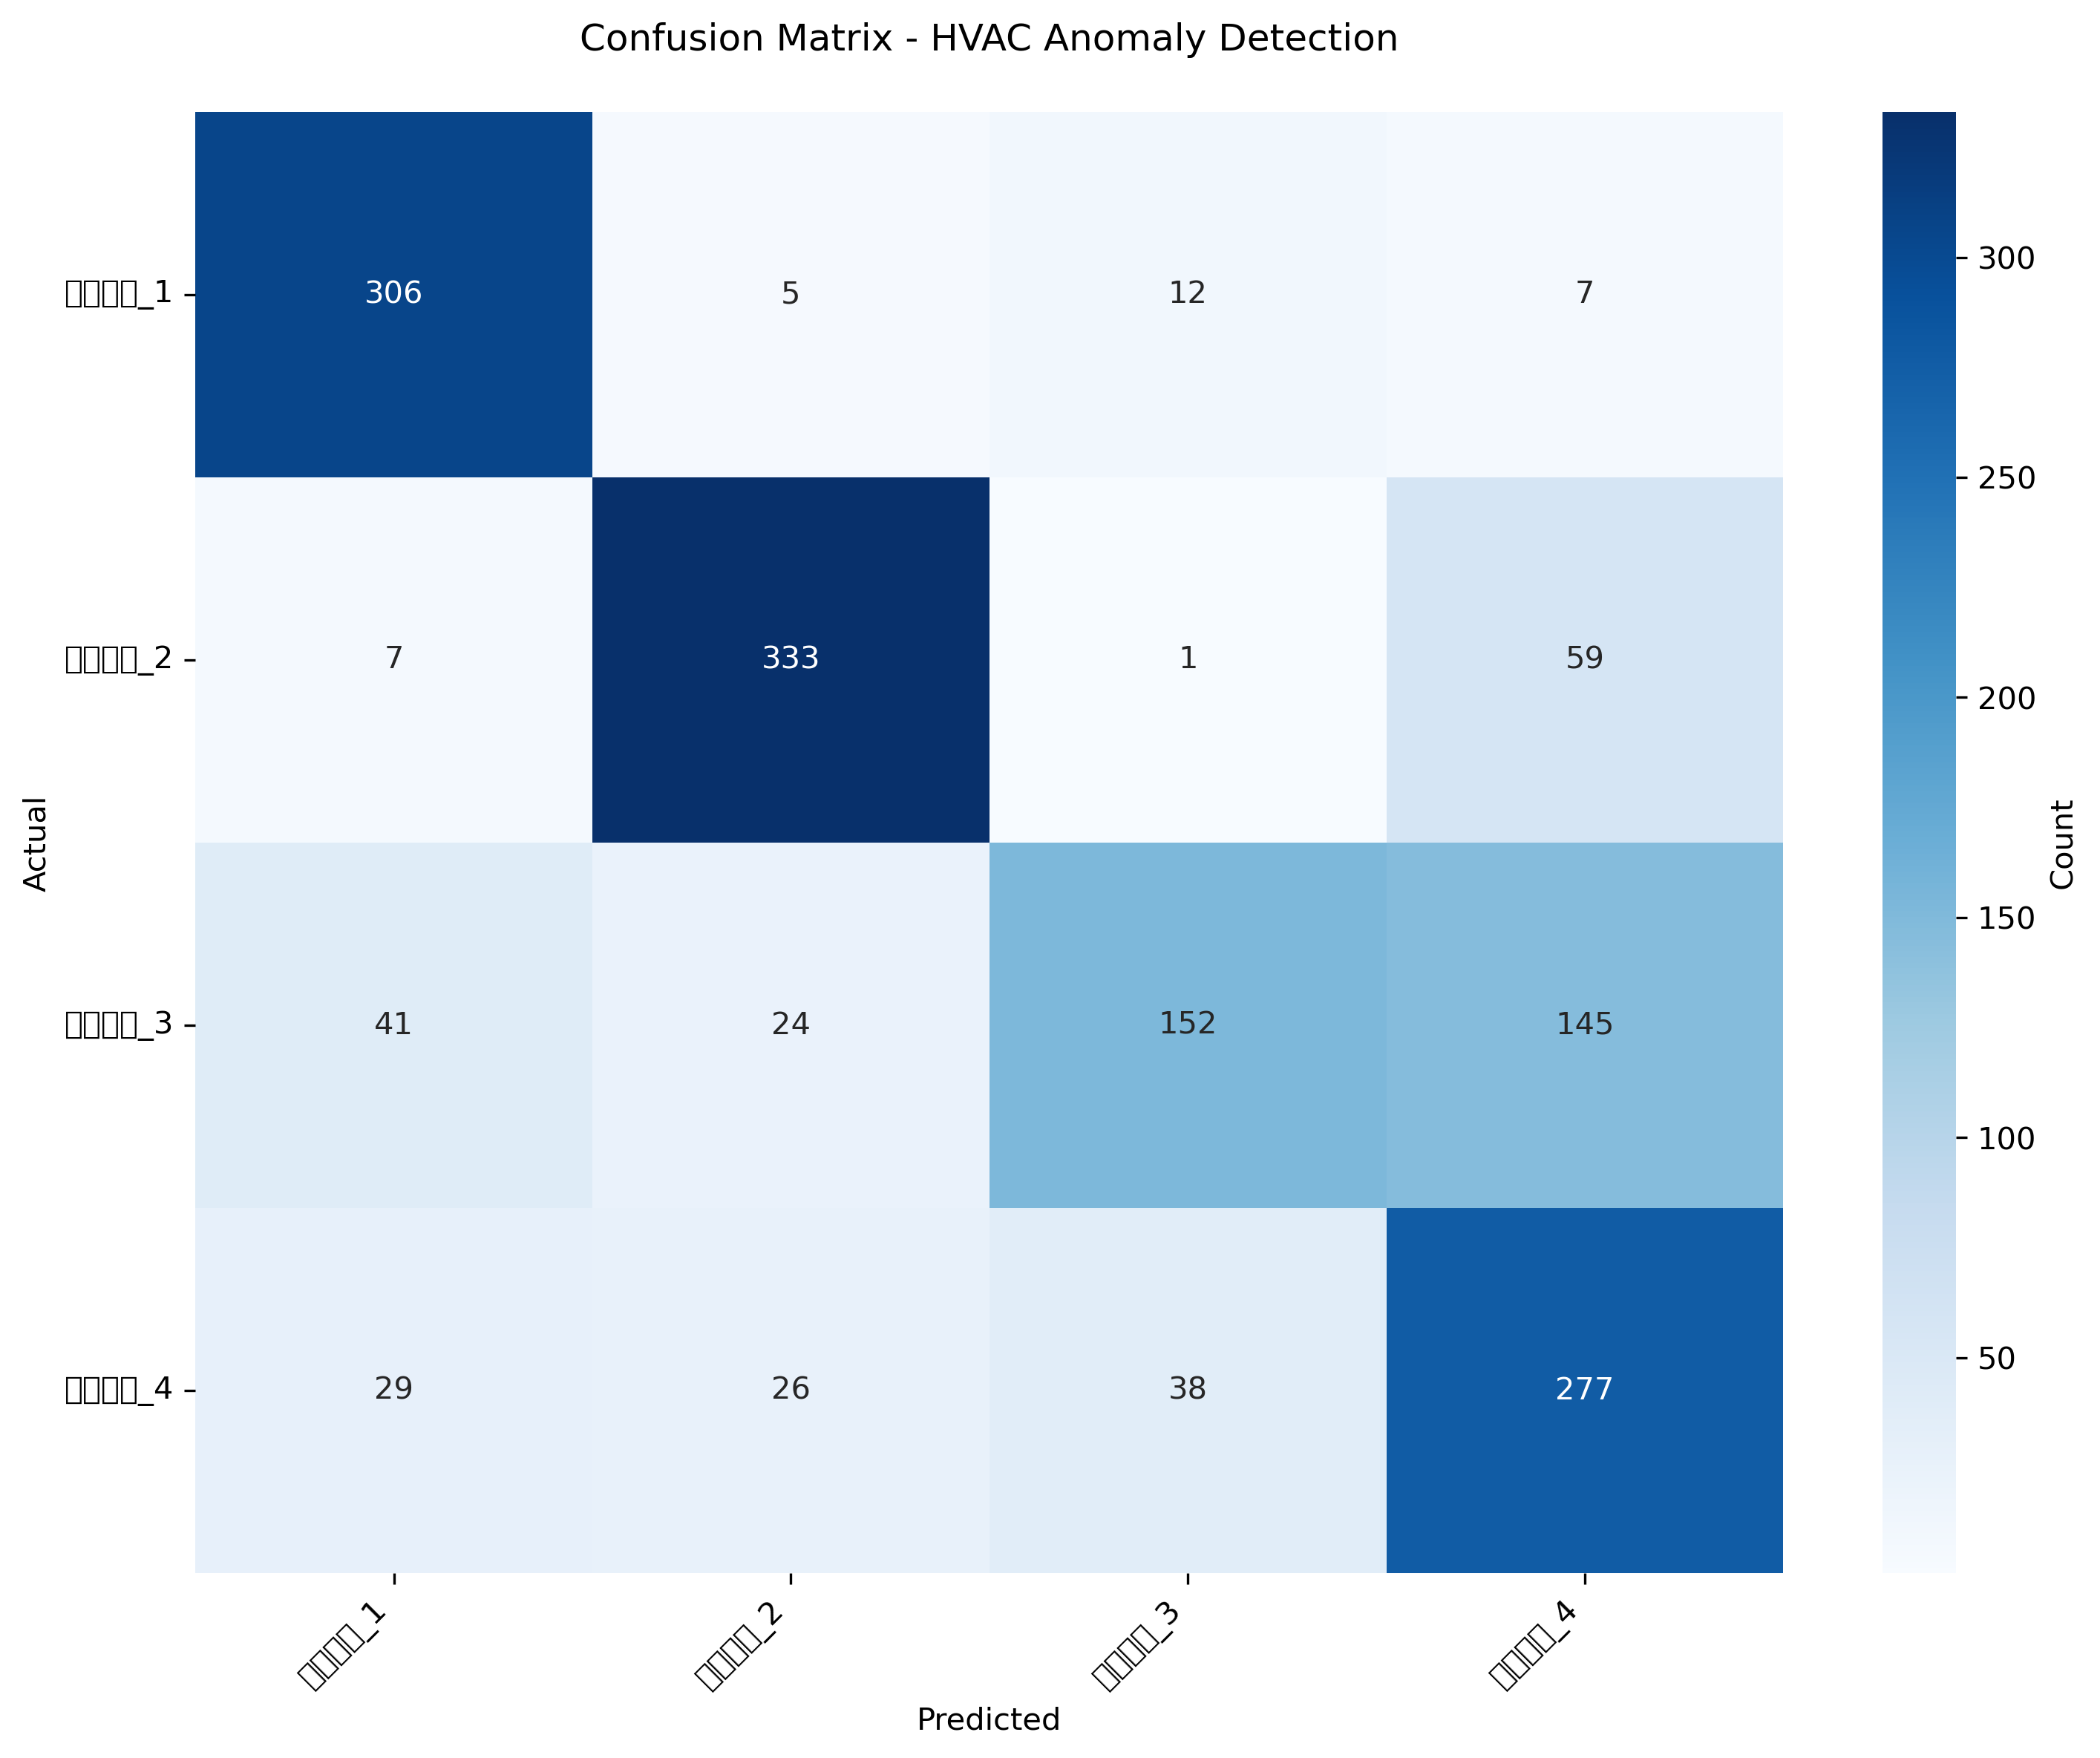 Confusion Matrix - HVAC Anomaly Detection
_1
306 5 12 7
_2
7 333 1 59
_3
41 24 152 145
_4
29 26 38 277
Actual
_1 _2 _3 _4
Predicted
300
250
200
150
100
50
Count